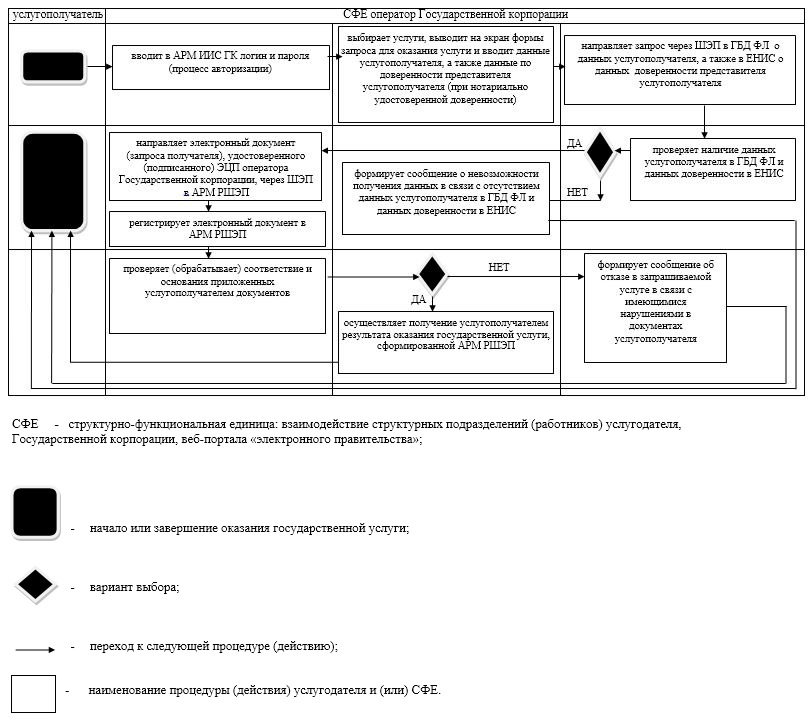 услугополучатель
СФЕ оператор Государственной корпорации
вводит в АРМ ИИС ГК логин и пароля
(процесс авторизации)
выбирает услуги, выводит на экран формы
запроса для оказания услуги и вводит данные
услугополучателя, а также данные по
доверенности представителя
услугополучателя (при нотариально
удостоверенной доверенности)
направляет запрос через ШЭП в ГБД ФЛ о
данных услугополучателя, а также в ЕНИС о
данных доверенности представителя
услугополучателя
направляет электронный документ
(запроса получателя), удостоверенного
(подписанного) ЭЦП оператора
Государственной корпорации, через ШЭП
в АРМ РШЭП
ДА
НЕТ
проверяет наличие данных
услугополучателя в ГБД ФЛ и
данных доверенности в ЕНИС
формирует сообщение о невозможности
получения данных в связи с отсутствием
данных услугополучателя в ГБД ФЛ и
данных доверенности в ЕНИС
регистрирует электронный документ в
АРМ РШЭП
проверяет (обрабатывает) соответствие и
основания приложенных
услугополучателем документов
НЕТ
ДА
формирует сообщение об
отказе в запрашиваемой
услуге в связи с
имеющимися
нарушениями в
документах
услугополучателя
осуществляет получение услугополучателем
результата оказания государственной услуги,
сформированной АРМ РШЭП
СФЕ - структурно-функциональная единица: взаимодействие структурных подразделений (работников) услугодателя,
Государственной корпорации, веб-портала «электронного правительства»;
- начало или завершение оказания государственной услуги;
- вариант выбора;
- переход к следующей процедуре (действию);
- наименование процедуры (действия) услугодателя и (или) СФЕ.